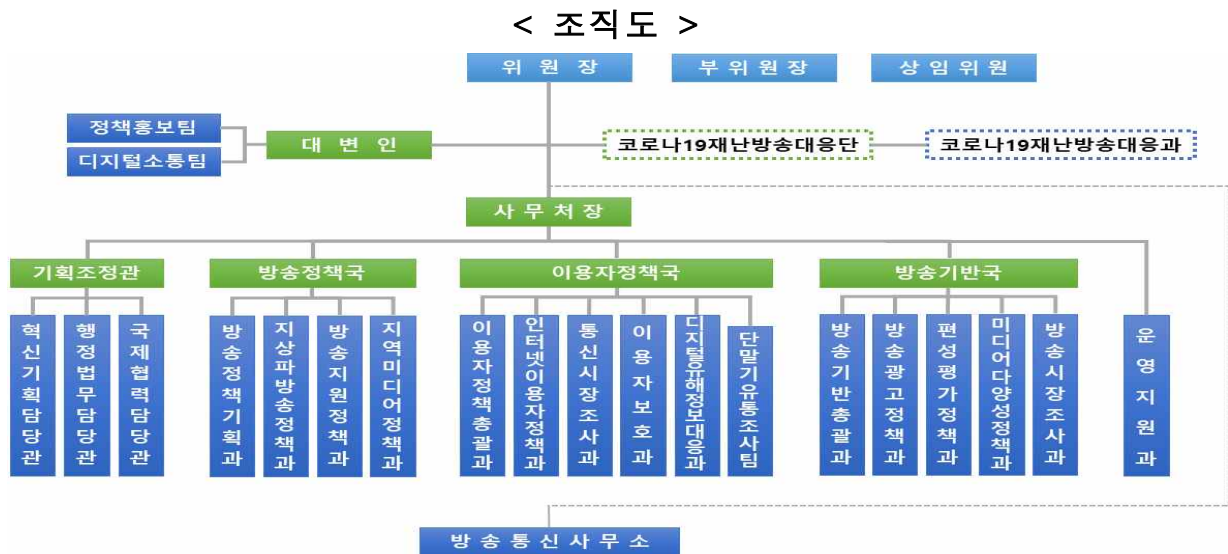 < 조직도 >
위 원 장
부 위 원 장
상 임 위 원
정책홍보팀
디지털소통팀
대 변 인
코로나19재난방송대응단
코로나19재난방송대응과
사 무 처 장
기획조정관
방송정책국
이용자정책국
방송기반국
혁신기획담당관
행정법무담당관
국제협력담당관
방송정책기획과
지상파방송정책과
방송지원정책과
지역미디어정책과
이용자정책총괄과
인터넷이용자정책과
통신시장조사과
이용자보호과
디지털유해정보대응과
단말기유통조사팀
방송기반총괄과
방송광고정책과
편성평가정책과
미디어다양성정책과
방송시장조사과
운영지원과
방 송 통 신 사 무 소